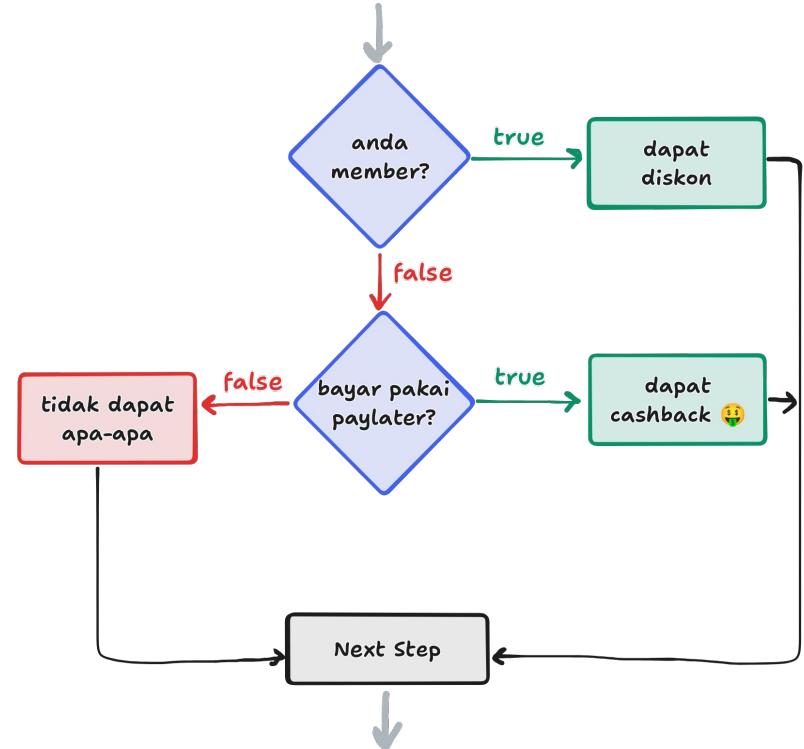 anda
member?
true
dapat
diskon
false
bayar pakai
paylater?
true
dapat
cashback 🤑
false
tidak dapat
apa-apa
Next Step